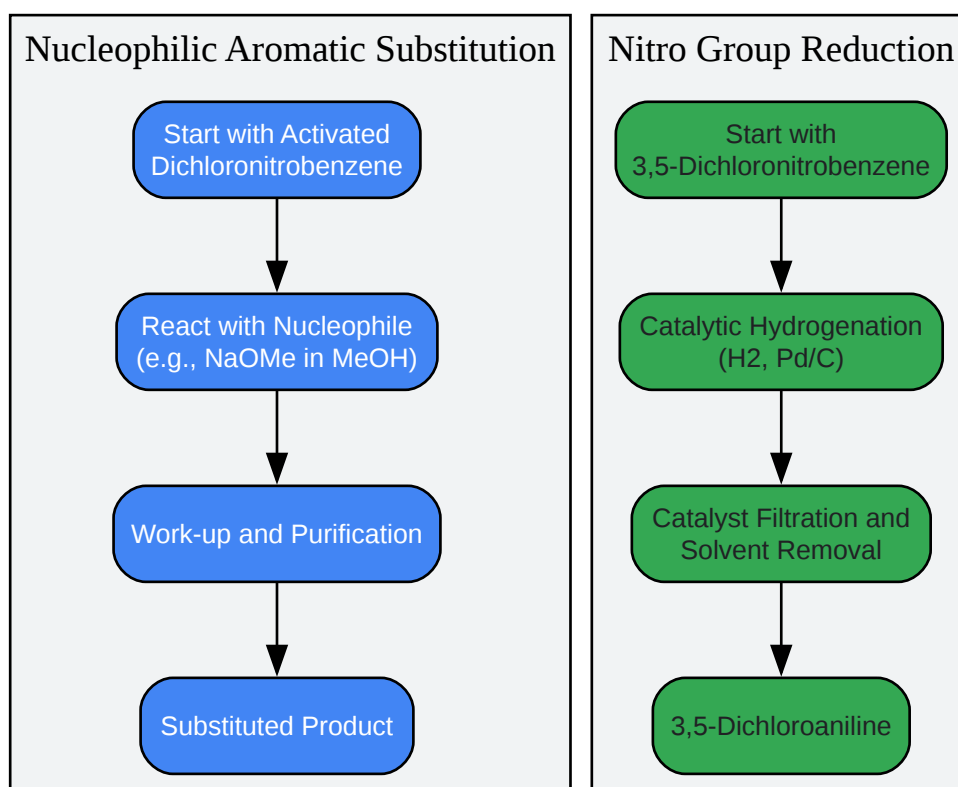 Nucleophilic Aromatic Substitution
Start with Activated
Dichloronitrobenzene
React with Nucleophile
(e.g., NaOMe in MeOH)
Work-up and Purification
Substituted Product
Nitro Group Reduction
Start with
3,5-Dichloronitrobenzene
Catalytic Hydrogenation
(H2, Pd/C)
Catalyst Filtration and
Solvent Removal
3,5-Dichloroaniline